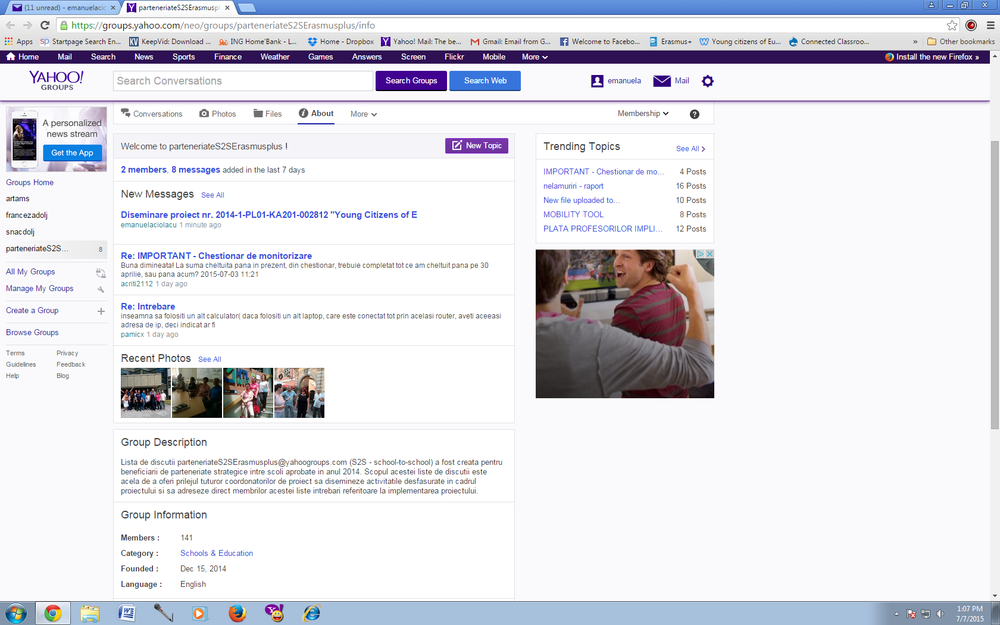 (11 unread) - emanuelacio
parteneriateS2SErasmuspl
https://groups.yahoo.com/neo/groups/parteneriateS2SErasmusplus/info
Apps
Startpage Search En...
KeepVid: Download ...
ING Home'Bank - L...
Home - Dropbox
Yahoo! Mail: The be...
Gmail: Email from G...
Welcome to Facebo...
Erasmus+
Young citizens of Eu...
Connected Classroo...
»
Other bookmarks
Home Mail Search News Sports Finance Weather Games Answers Screen Flickr Mobile More
Install the new Firefox »
YAHOO!
GROUPS
Search Conversations
Search Groups
Search Web
emanuela
Mail
A personalized
news stream
Get the App
Groups Home
artams
francezadolj
snacdolj
parteneriateS2S... 8
All My Groups
Manage My Groups
Create a Group
Browse Groups
Terms Privacy
Guidelines Feedback
Help Blog
Conversations Photos Files About More
Membership
Welcome to parteneriateS2SErasmusplus !
New Topic
2 members, 8 messages added in the last 7 days
New Messages See All
Diseminare proiect nr. 2014-1-PL01-KA201-002812 "Young Citizens of E
emanuelaciolacu 1 minute ago
Re: IMPORTANT - Chestionar de monitorizare
Buna dimineata! La suma cheltuita pana in prezent, din chestionar, trebuie completat tot ce am cheltuit pana pe 30
aprilie, sau pana acum? 2015-07-03 11:21
acriti2112 1 day ago
Re: Intrebare
inseamna sa folositi un alt calculator( daca folositi un alt laptop, care este conectat tot prin acelasi router, aveti aceeasi
adresa de ip, deci indicat ar fi
pamicx 1 day ago
Recent Photos See All
HTL
Group Description
Lista de discutii parteneriateS2SErasmusplus@yahoogroups.com (S2S - school-to-school) a fost creata pentru
beneficiarii de parteneriate strategice intre scoli aprobate in anul 2014. Scopul acestei liste de discutii este
acela de a oferi prilejul tuturor coordonatorilor de proiect sa disemineze activitatile desfasurate in cadrul
proiectului si sa adreseze direct membrilor acestei liste intrebari referitoare la implementarea proiectului.
Group Information
Members : 141
Category : Schools & Education
Founded : Dec 15, 2014
Language : English
Trending Topics See All
IMPORTANT - Chestionar de mo... 4 Posts
nelamuriri - raport 16 Posts
New file uploaded to... 10 Posts
MOBILITY TOOL 8 Posts
PLATA PROFESORILOR IMPLI... 12 Posts
1:07 PM
7/7/2015